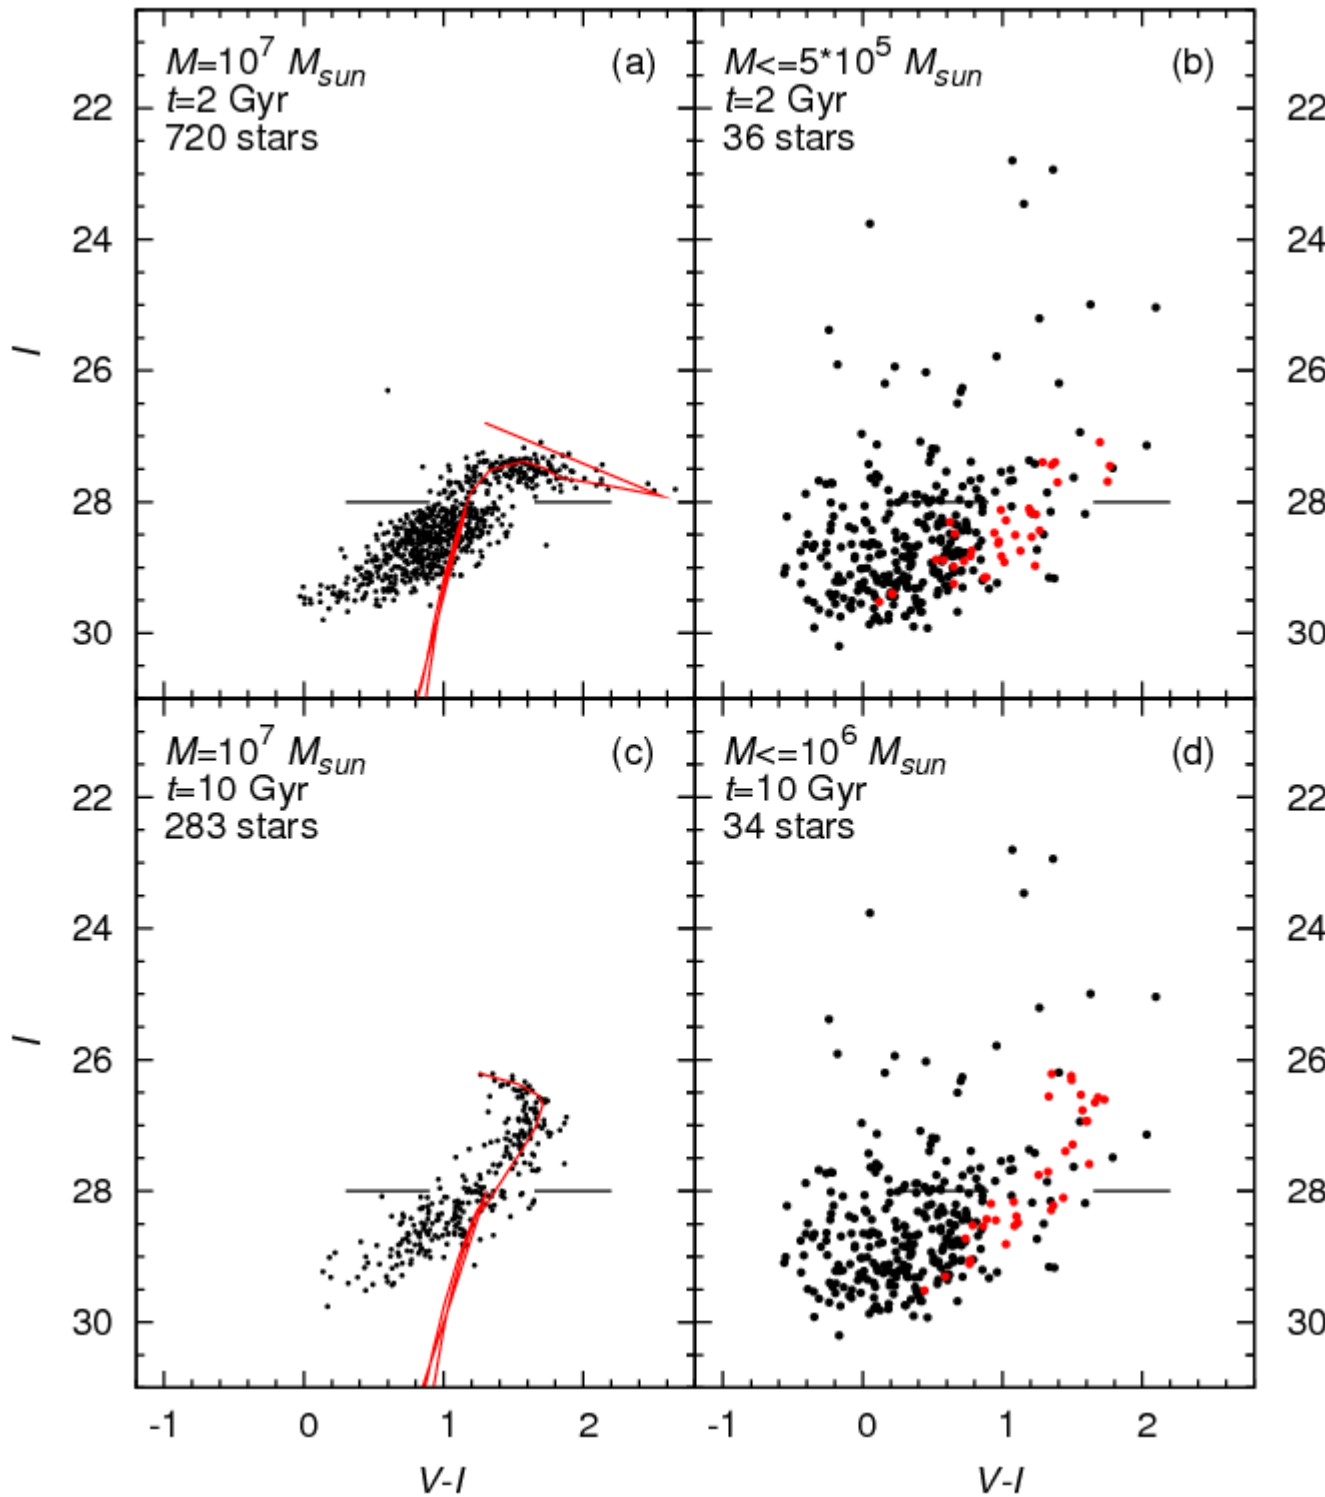 M=10^7 M_sun (a)
t=2 Gyr
720 stars
M<=5*10^5 M_sun (b)
t=2 Gyr
36 stars
22 22
24 24
I
26 26
28 28
30 30
M=10^7 M_sun (c)
t=10 Gyr
283 stars
M<=10^6 M_sun (d)
t=10 Gyr
34 stars
22 22
24 24
I
26 26
28 28
30 30
-1 0 1 2 -1 0 1 2
V-I V-I